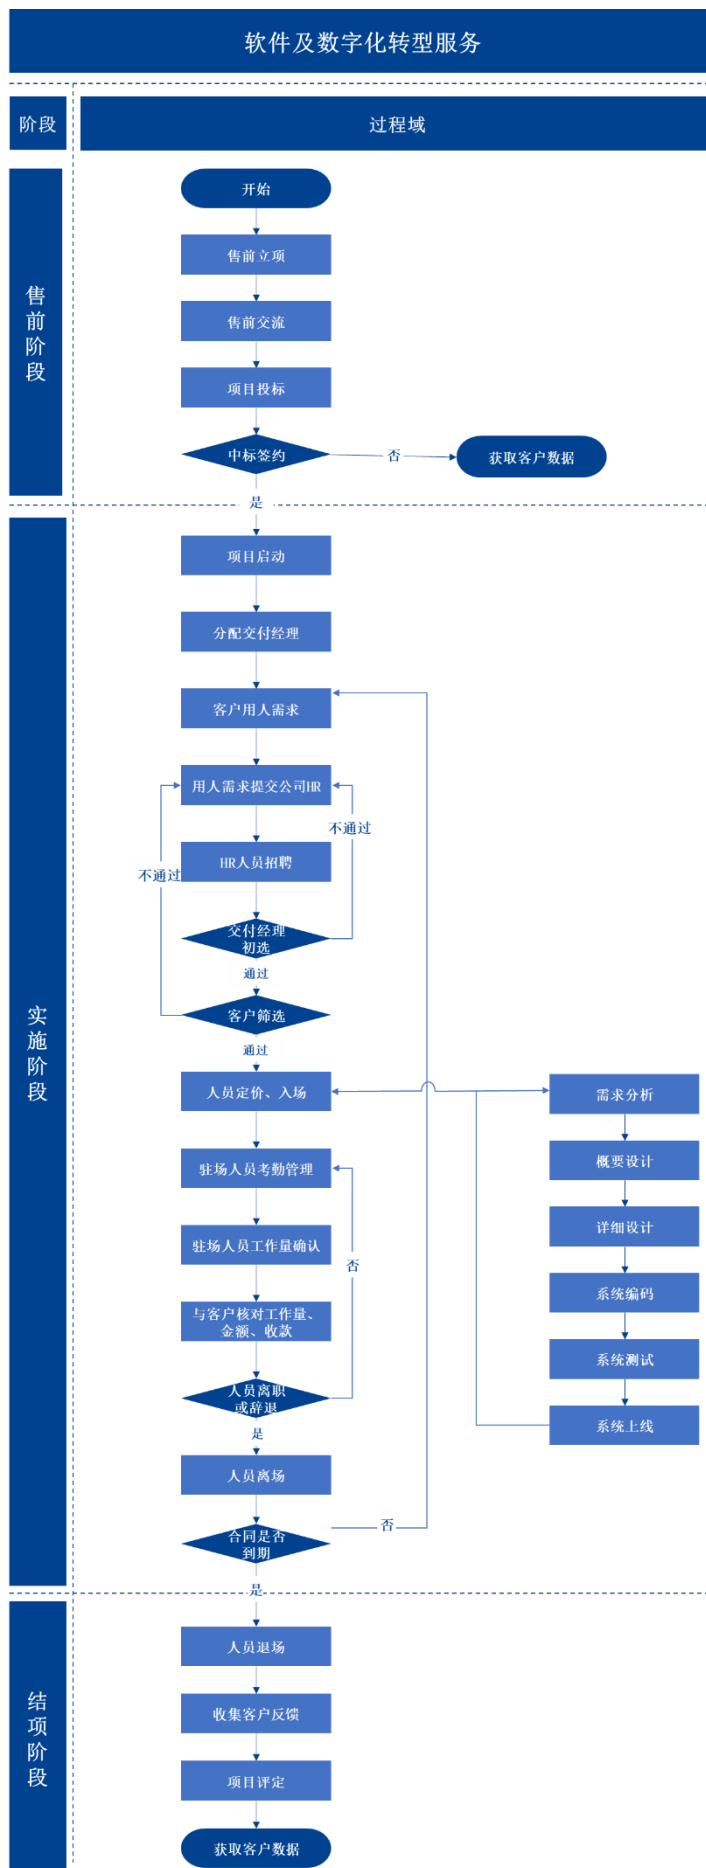 软件及数字化转型服务
阶段
过程域
售前阶段
开始
售前立项
售前交流
项目投标
中标签约
否
获取客户数据
是
实施阶段
项目启动
分配交付经理
客户用人需求
用人需求提交公司HR
不通过
HR人员招聘
不通过
交付经理
初选
通过
客户筛选
通过
人员定价、入场
需求分析
概要设计
驻场人员考勤管理
详细设计
驻场人员工作量确认
否
系统编码
与客户核对工作量、
金额、收款
系统测试
人员离职
或辞退
系统上线
是
人员离场
否
合同是否
到期
是
结项阶段
人员退场
收集客户反馈
项目评定
获取客户数据